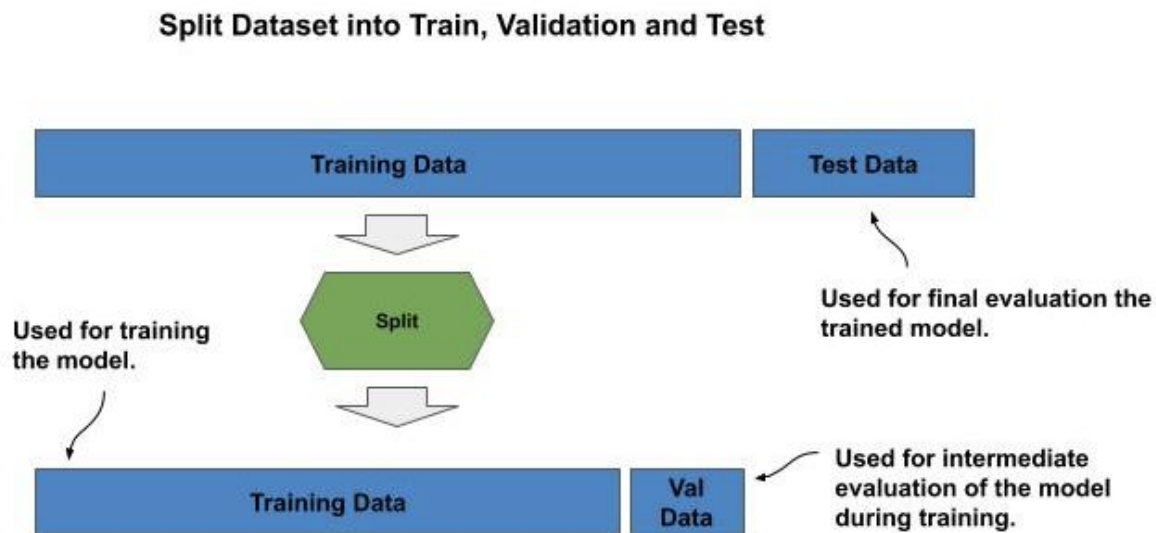 Split Dataset into Train, Validation and Test
Training Data
Test Data
Used for final evaluation the
trained model.
Split
Used for training
the model.
Training Data
Val
Data
Used for intermediate
evaluation of the model
during training.